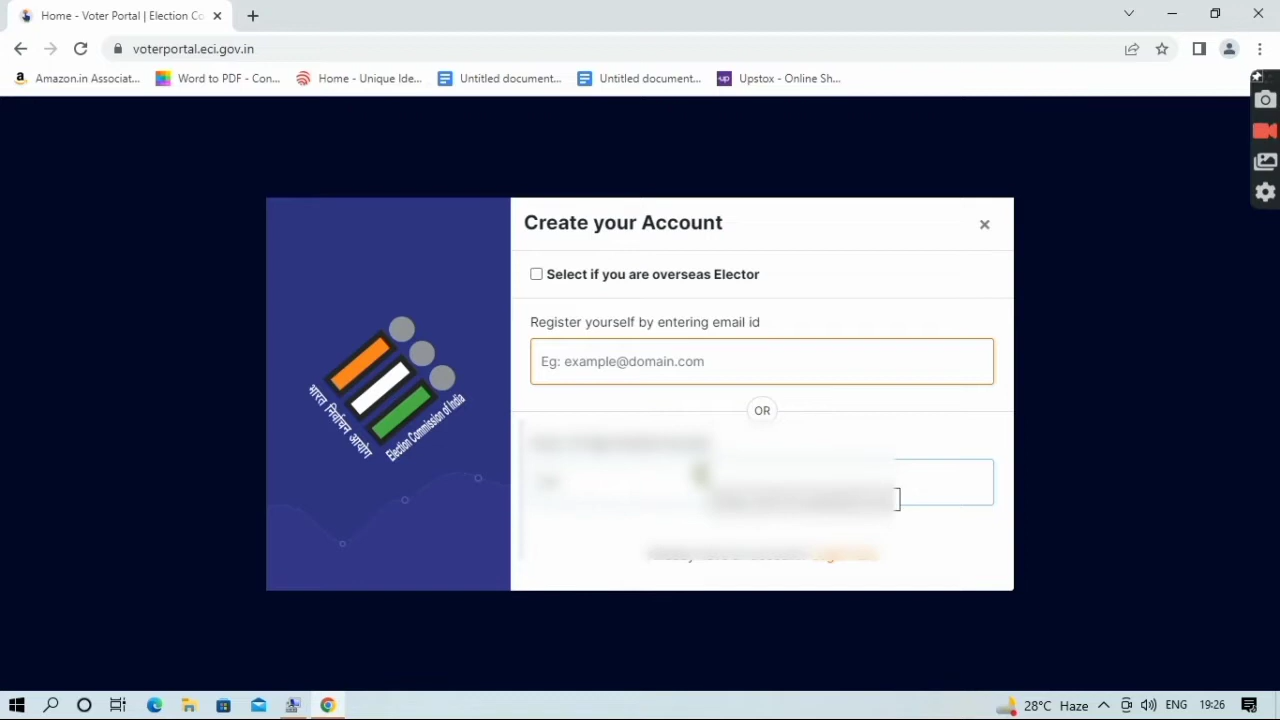 Home - Voter Portal | Election Co
voterportal.eci.gov.in
Amazon.in Associat...
Word to PDF - Con...
Home - Unique Ide...
Untitled document...
Untitled document...
up
Upstox - Online Sh...
Create your Account
×
Select if you are overseas Elector
Register yourself by entering email id
Eg: example@domain.com
OR
भारत निर्वाचन आयोग
Election Commission of India
28°C Haze
ENG
19:26